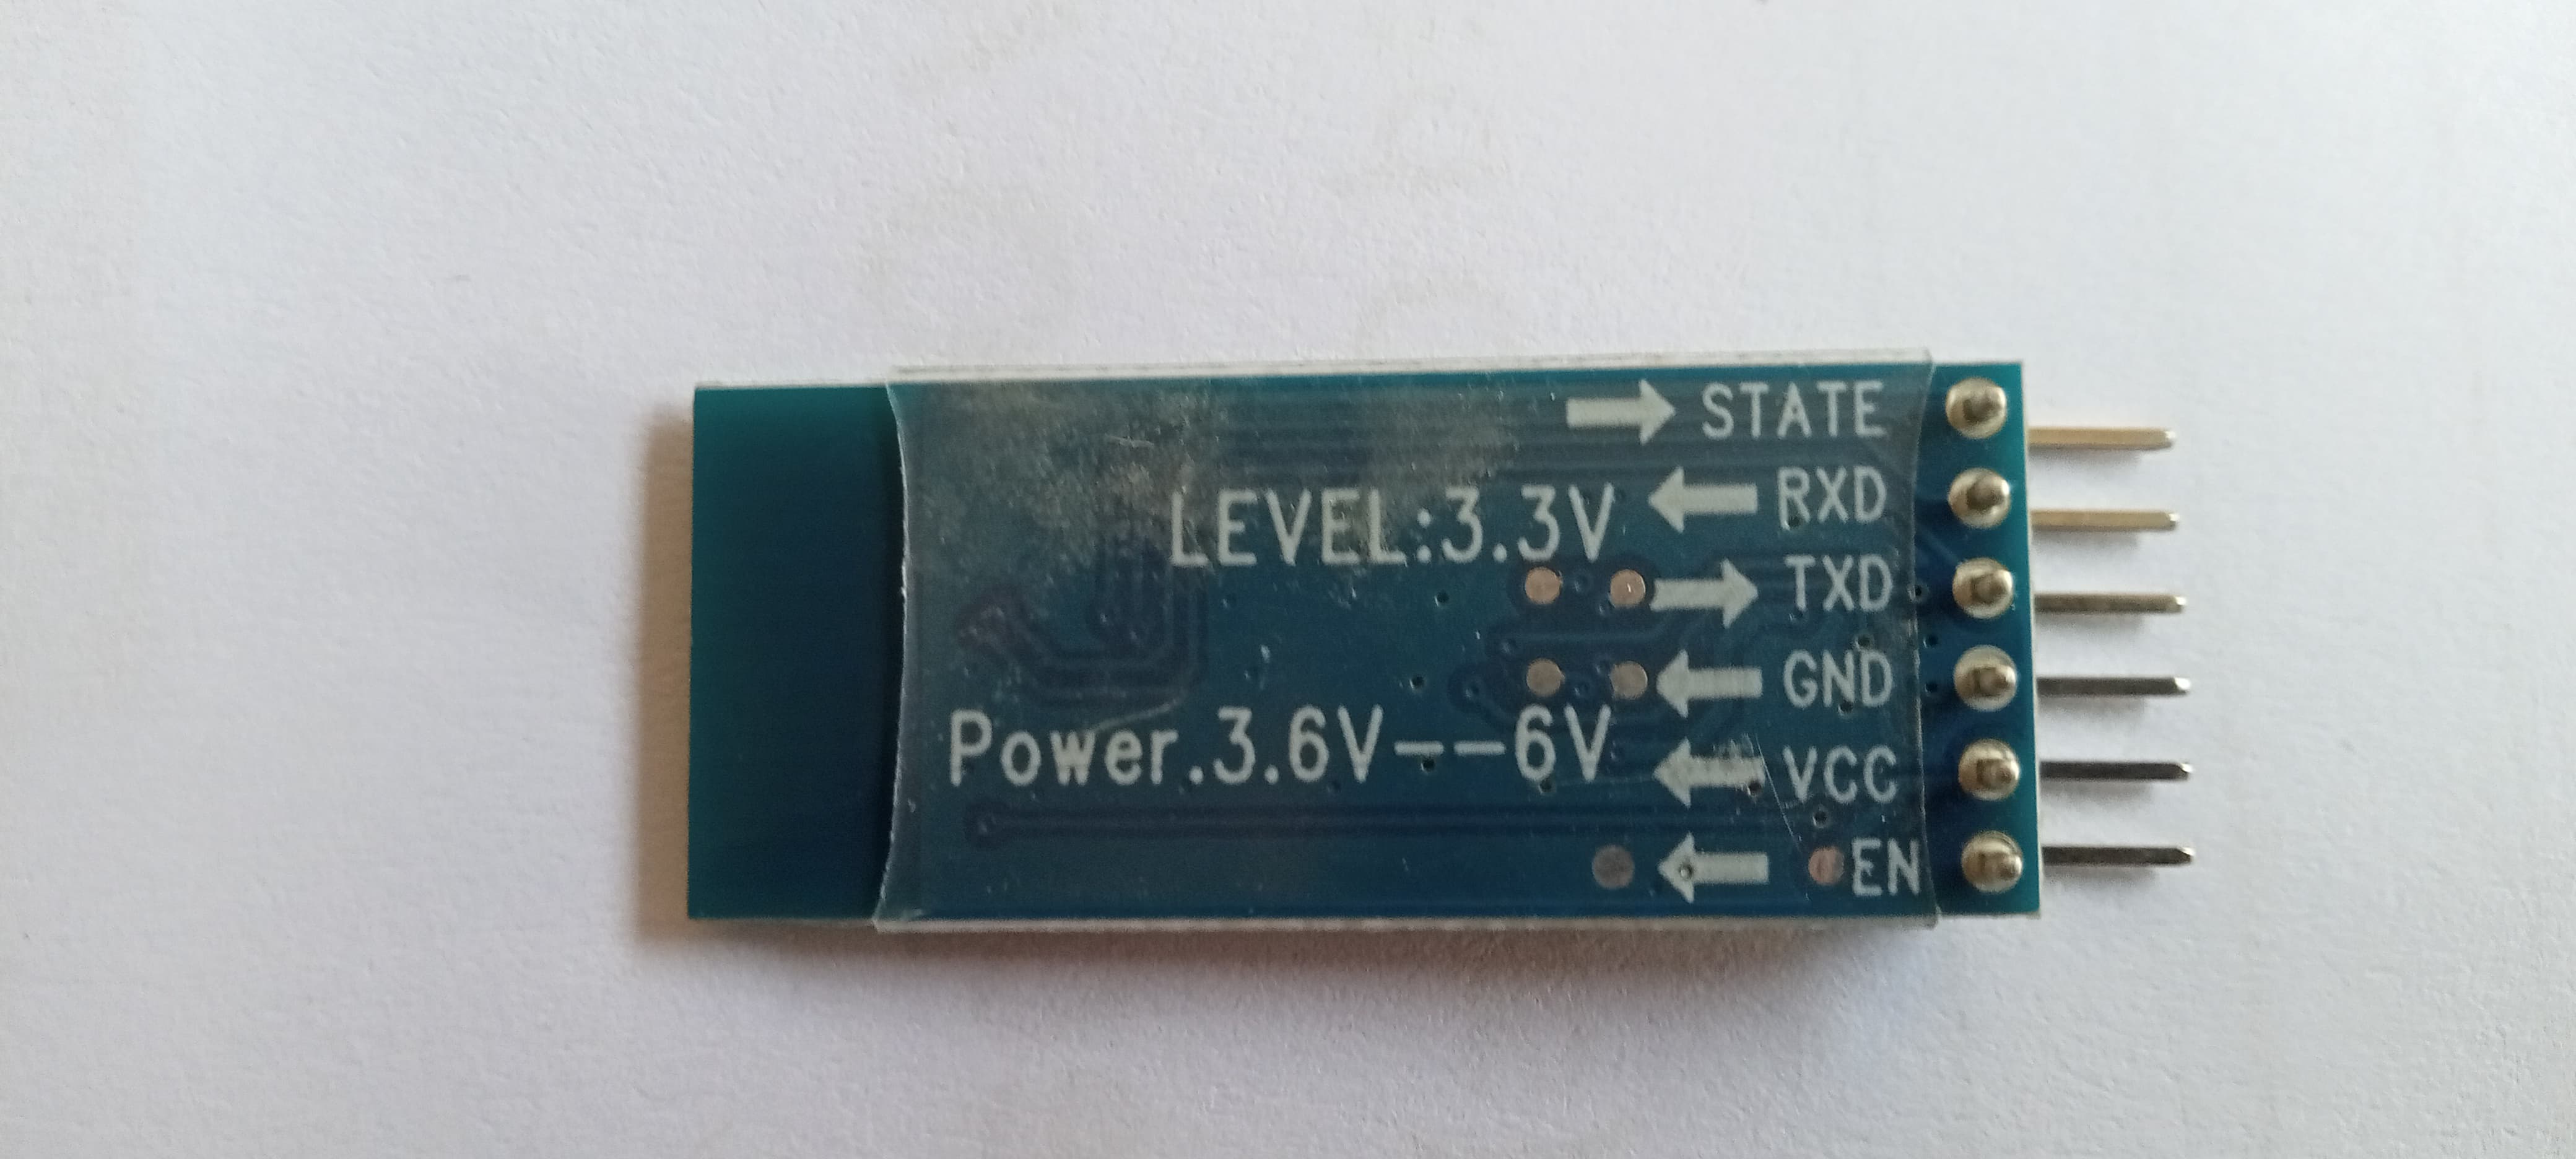 STATE
LEVEL:3.3V
RXD
TXD
GND
Power.3.6V--6V
VCC
EN